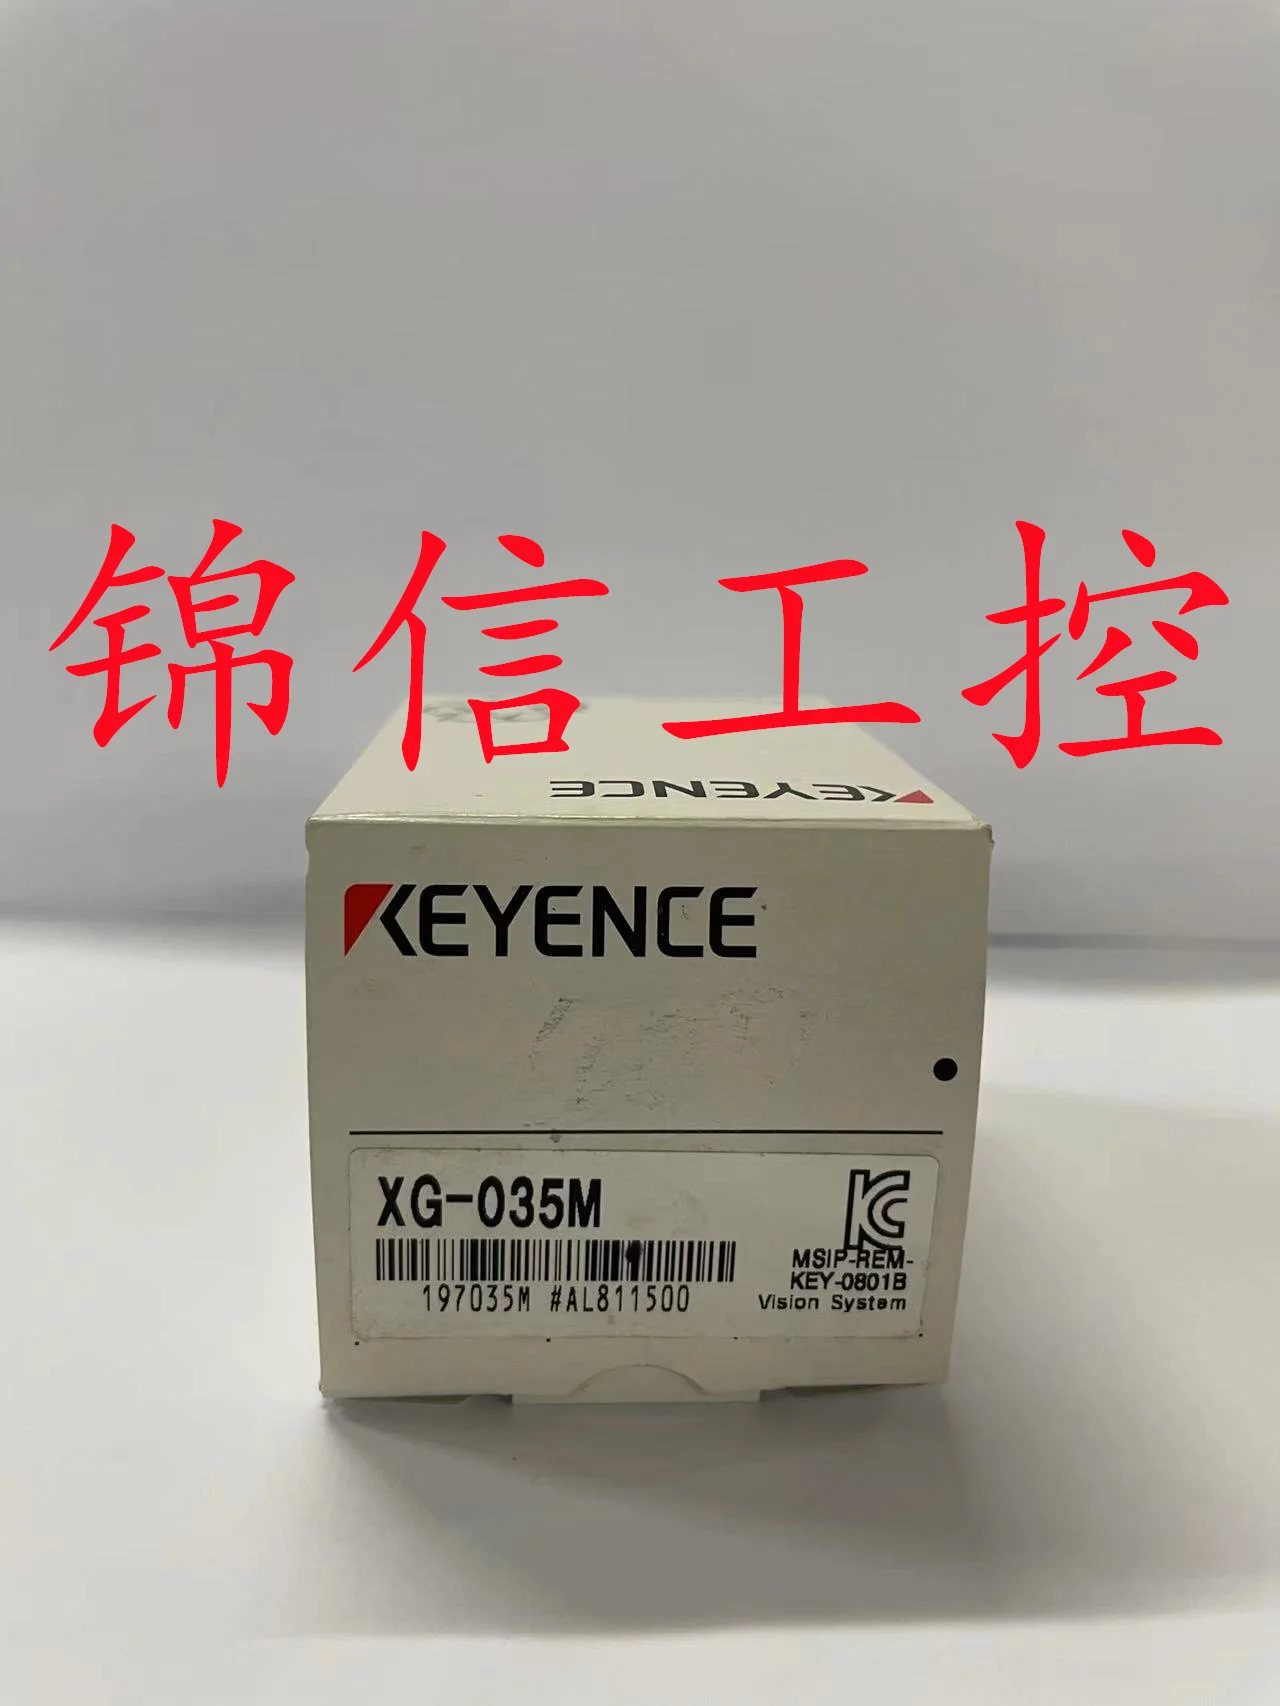 锦信工控
KEYENCE
KEYENCE
XG-035M
197035M #AL811500
MSIP-REM-
KEY-0801B
Vision System